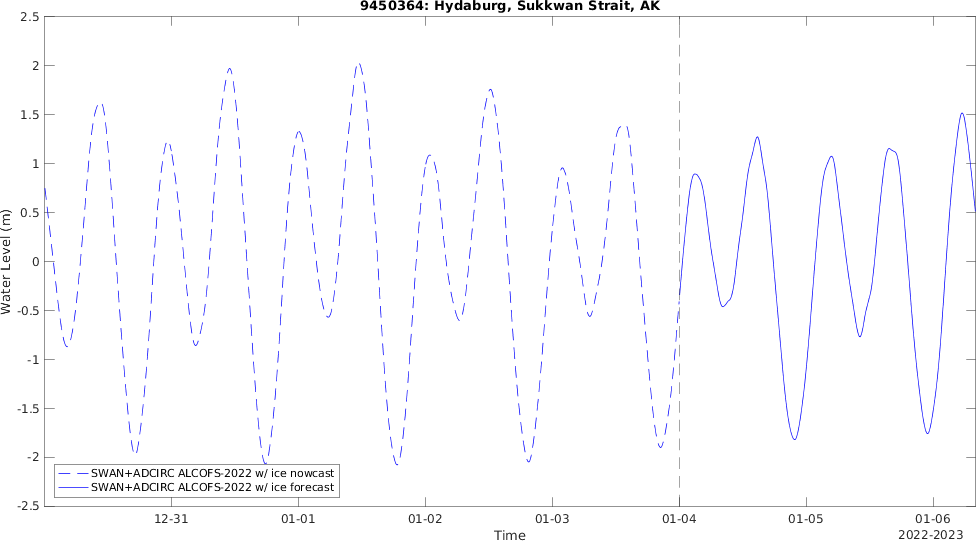 9450364: Hydaburg, Sukkwan Strait, AK
2.5
2
1.5
1
0.5
0
-0.5
-1
-1.5
-2
-2.5
Water Level (m)
SWAN+ADCIRC ALCOFS-2022 w/ ice nowcast
SWAN+ADCIRC ALCOFS-2022 w/ ice forecast
12-31 01-01 01-02 01-03 01-04 01-05 01-06
Time
2022-2023